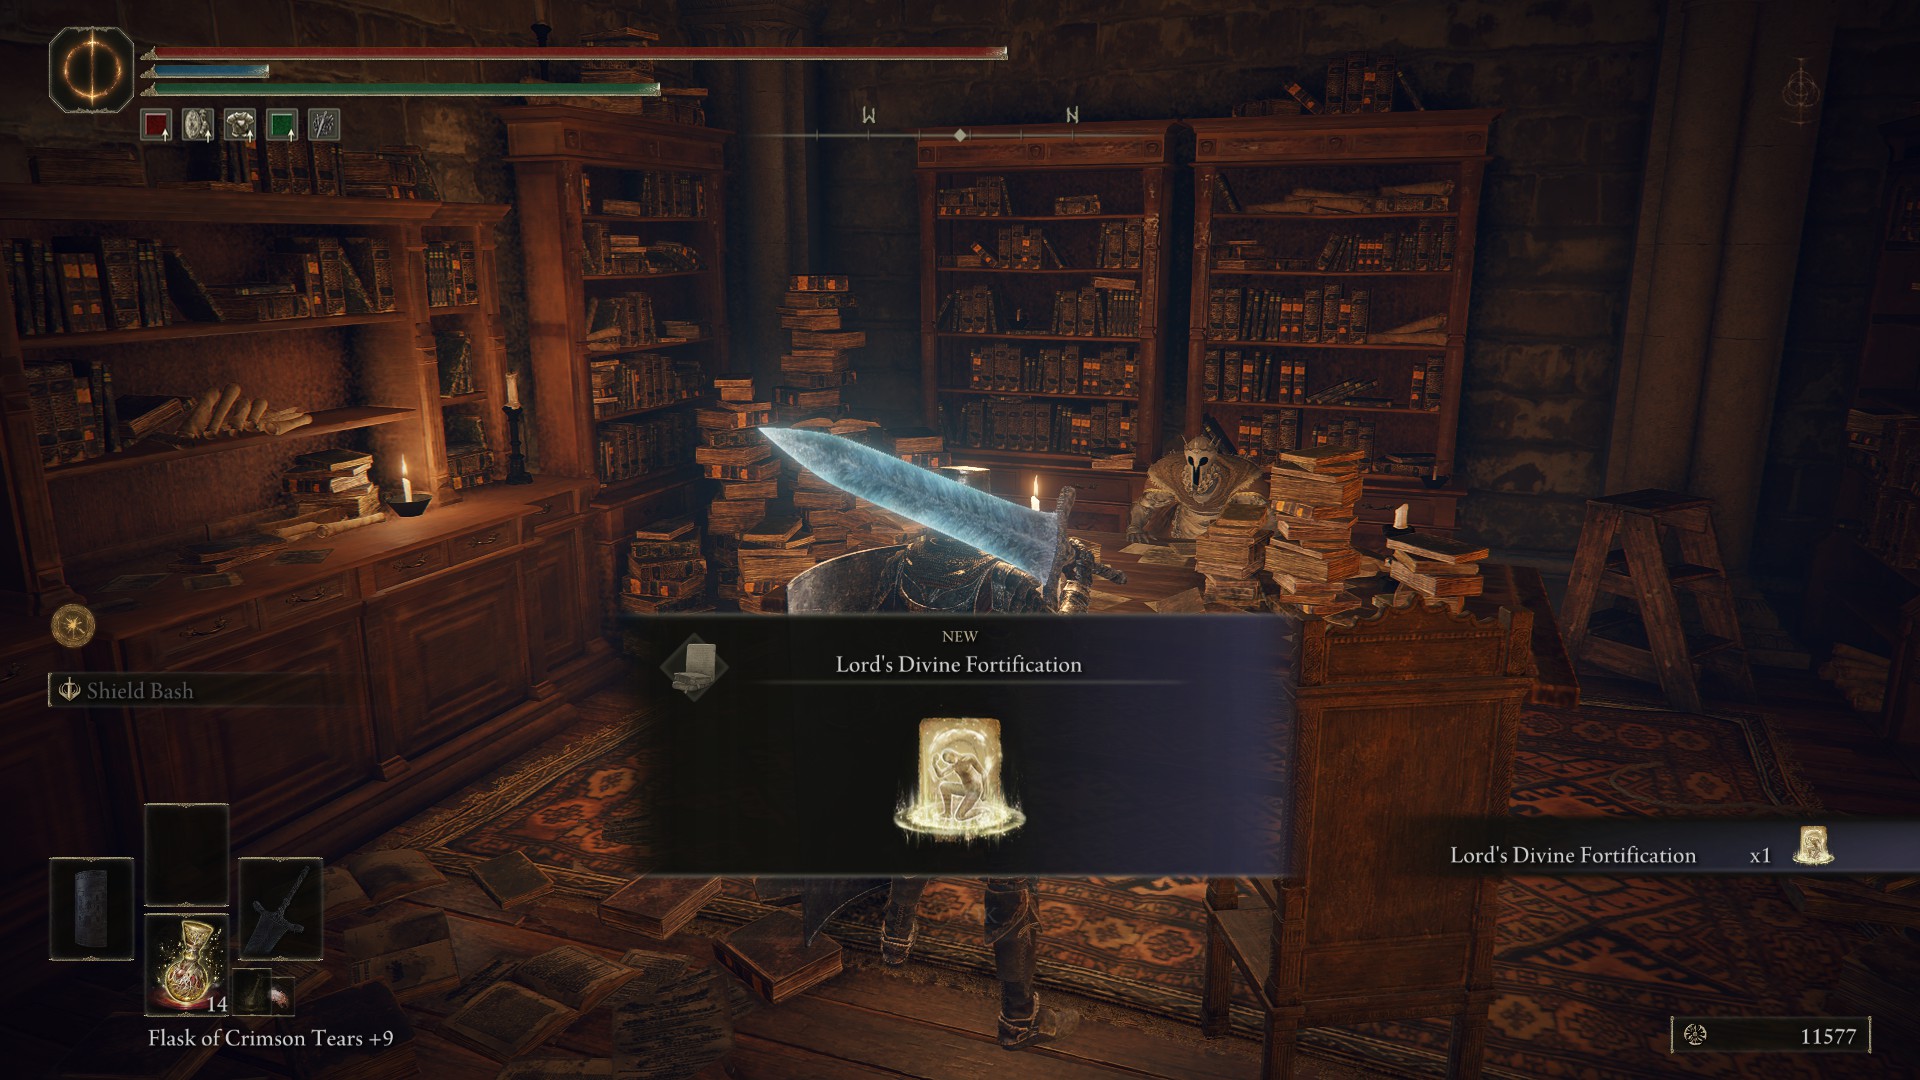 W
N
NEW
Lord's Divine Fortification
Shield Bash
Lord's Divine Fortification x1
14
Flask of Crimson Tears +9
11577